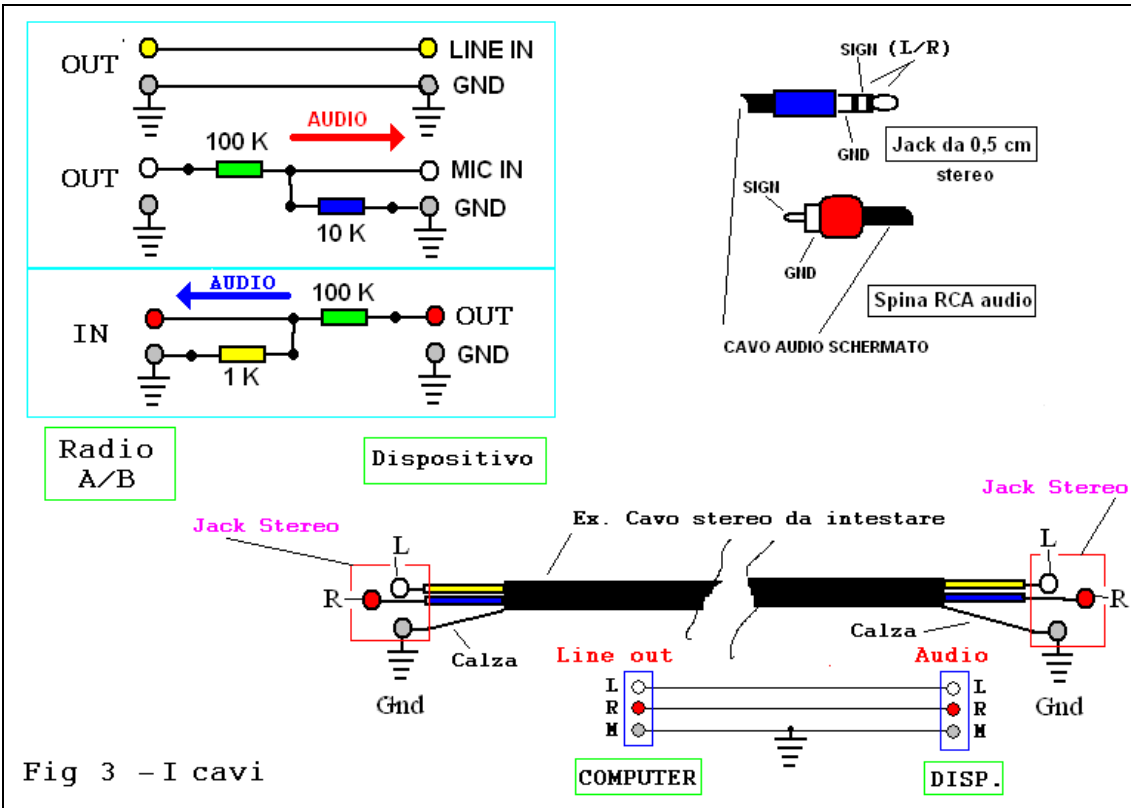 OUT
LINE IN
GND
AUDIO
100 K
OUT
MIC IN
GND
10 K
AUDIO
100 K
IN
OUT
GND
1 K
Radio
A/B
Dispositivo
SIGN (L/R)
GND
Jack da 0,5 cm
stereo
SIGN
GND
Spina RCA audio
CAVO AUDIO SCHERMATO
Jack Stereo
Jack Stereo
Ex. Cavo stereo da intestare
L
R
Calza
Gnd
L
R
Calza
Gnd
Line out
Audio
L
L
R
R
M
M
COMPUTER
DISP.
Fig 3 - I cavi